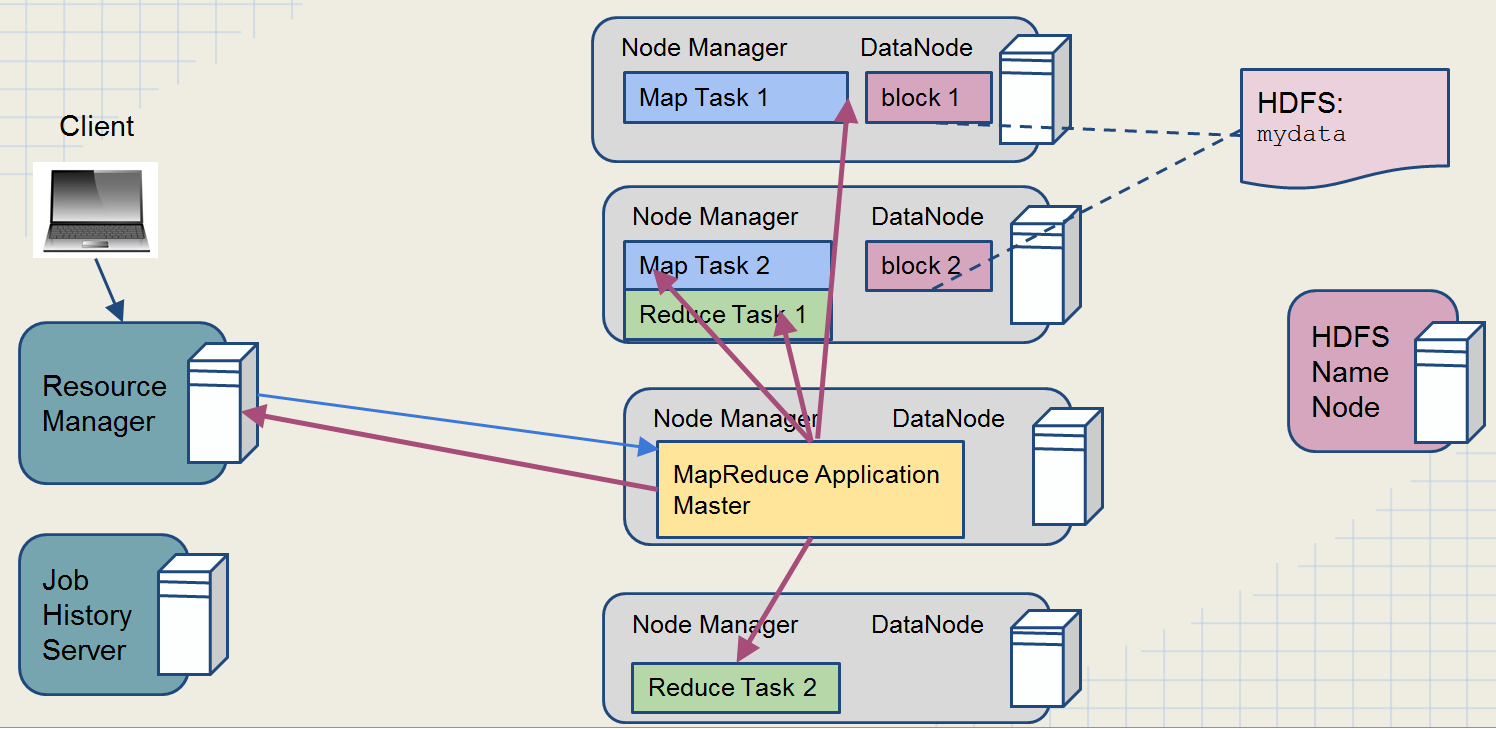 Client
Resource
Manager
Job
History
Server
Node Manager
DataNode
Map Task 1
block 1
Node Manager
DataNode
Map Task 2
block 2
Reduce Task 1
Node Manager
DataNode
MapReduce Application
Master
Node Manager
DataNode
Reduce Task 2
HDFS:
mydata
HDFS
Name
Node